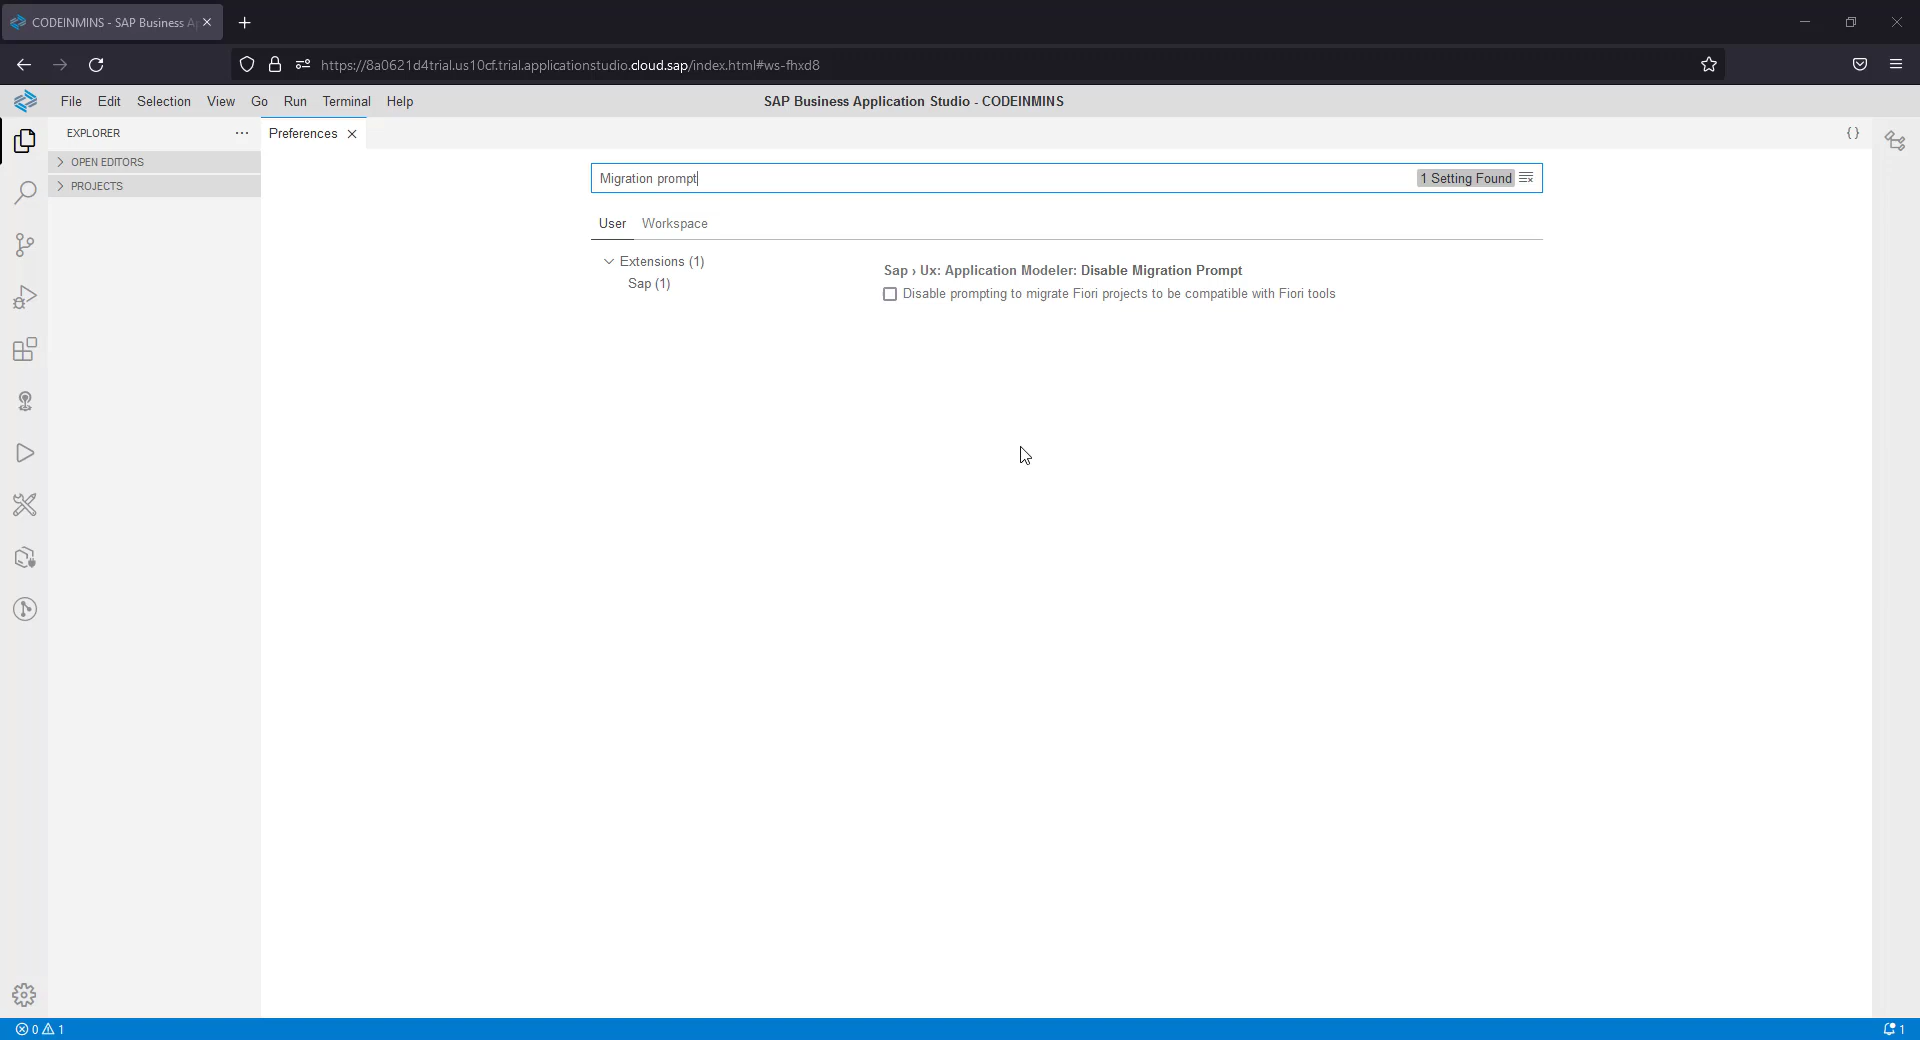 CODEINMINS - SAP Business A
https://8a0621d4trial.us10cf.trial.applicationstudio.cloud.sap/index.html#ws-fhxd8
File Edit Selection View Go Run Terminal Help
SAP Business Application Studio - CODEINMINS
EXPLORER
OPEN EDITORS
PROJECTS
Preferences
{}
Migration prompt
1 Setting Found
User Workspace
Extensions (1)
Sap (1)
Sap › Ux: Application Modeler: Disable Migration Prompt
Disable prompting to migrate Fiori projects to be compatible with Fiori tools
0 1
1